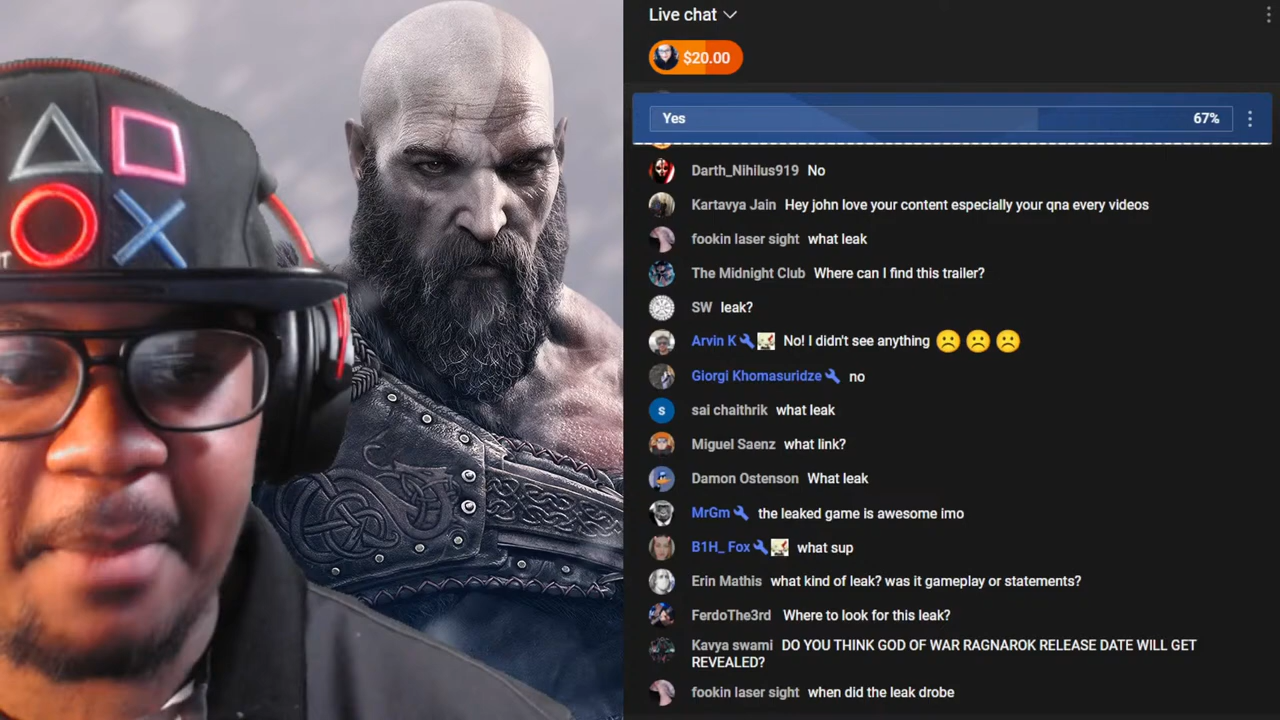 Live chat
$20.00
Yes 67%
Darth_Nihilus919 No
Kartavya Jain Hey john love your content especially your qna every videos
fookin laser sight what leak
The Midnight Club Where can I find this trailer?
SW leak?
Arvin K No! I didn't see anything
Giorgi Khomasuridze no
s sai chaithrik what leak
Miguel Saenz what link?
Damon Ostenson What leak
MrGm the leaked game is awesome imo
B1H_ Fox what sup
Erin Mathis what kind of leak? was it gameplay or statements?
FerdoThe3rd Where to look for this leak?
Kavya swami DO YOU THINK GOD OF WAR RAGNAROK RELEASE DATE WILL GET
REVEALED?
fookin laser sight when did the leak drobe